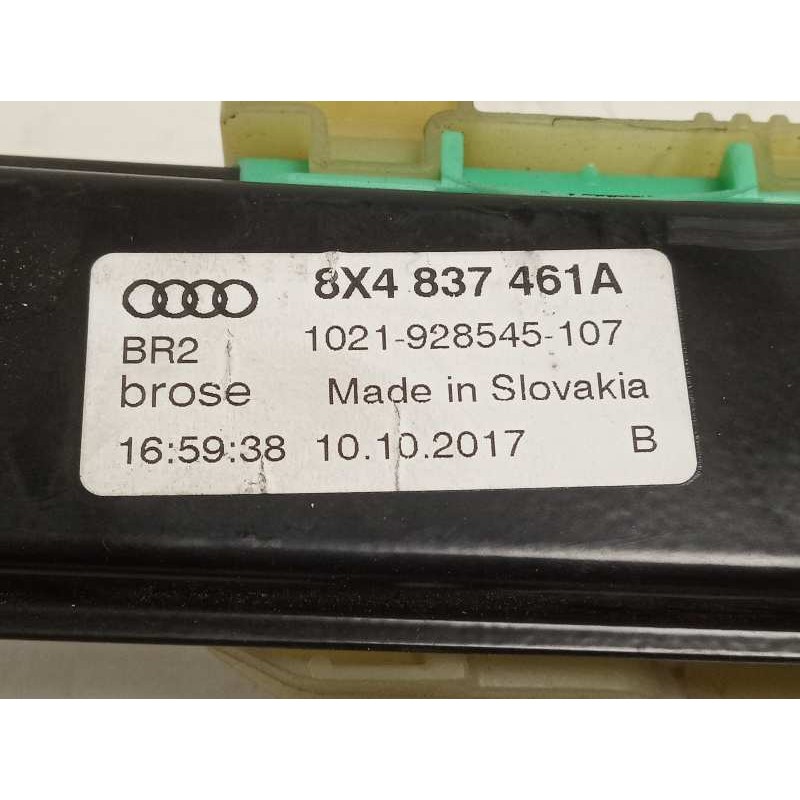 8X4 837 461A
BR2 1021-928545-107
brose Made in Slovakia
16:59:38 10.10.2017 B